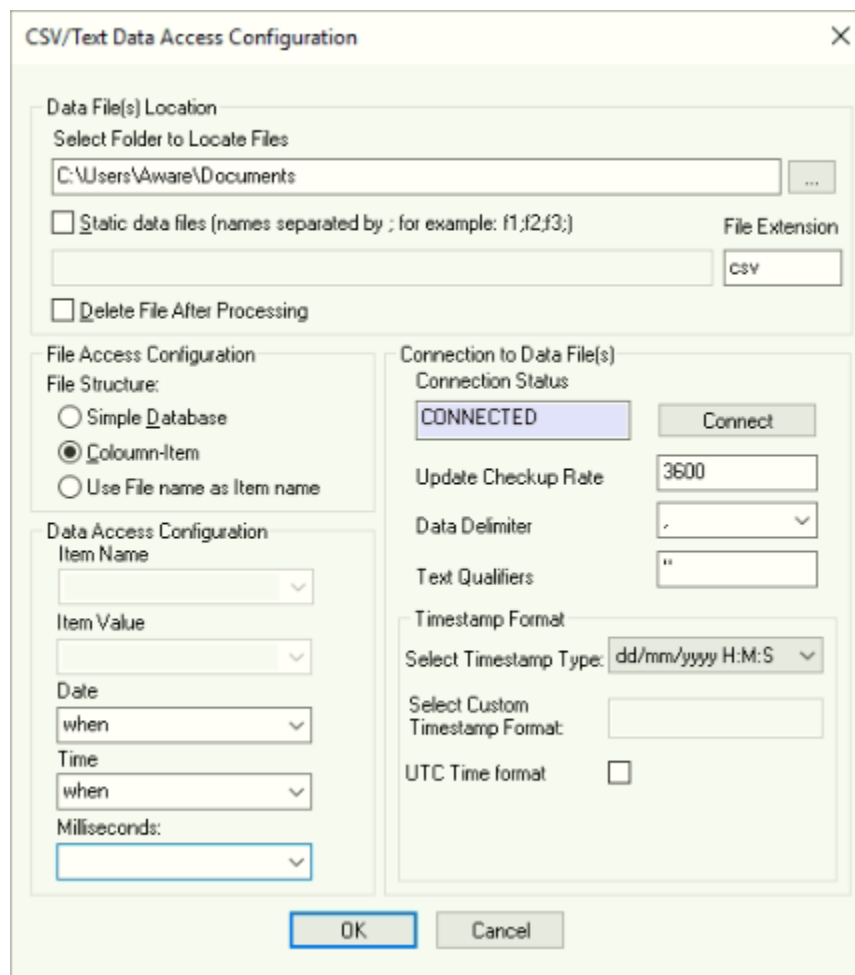 CSV/Text Data Access Configuration
Data File(s) Location
Select Folder to Locate Files
C:\Users\Aware\Documents
...
Static data files (names separated by ; for example: f1;f2;f3;)
File Extension
csv
Delete File After Processing
File Access Configuration
File Structure:
Simple Database
Coloumn-Item
Use File name as Item name
Connection to Data File(s)
Connection Status
CONNECTED
Connect
Update Checkup Rate
3600
Data Delimiter
,
Text Qualifiers
"
Data Access Configuration
Item Name
Item Value
Date
when
Time
when
Milliseconds:
Timestamp Format
Select Timestamp Type:
dd/mm/yyyy H:M:S
Select Custom
Timestamp Format:
UTC Time format
OK
Cancel